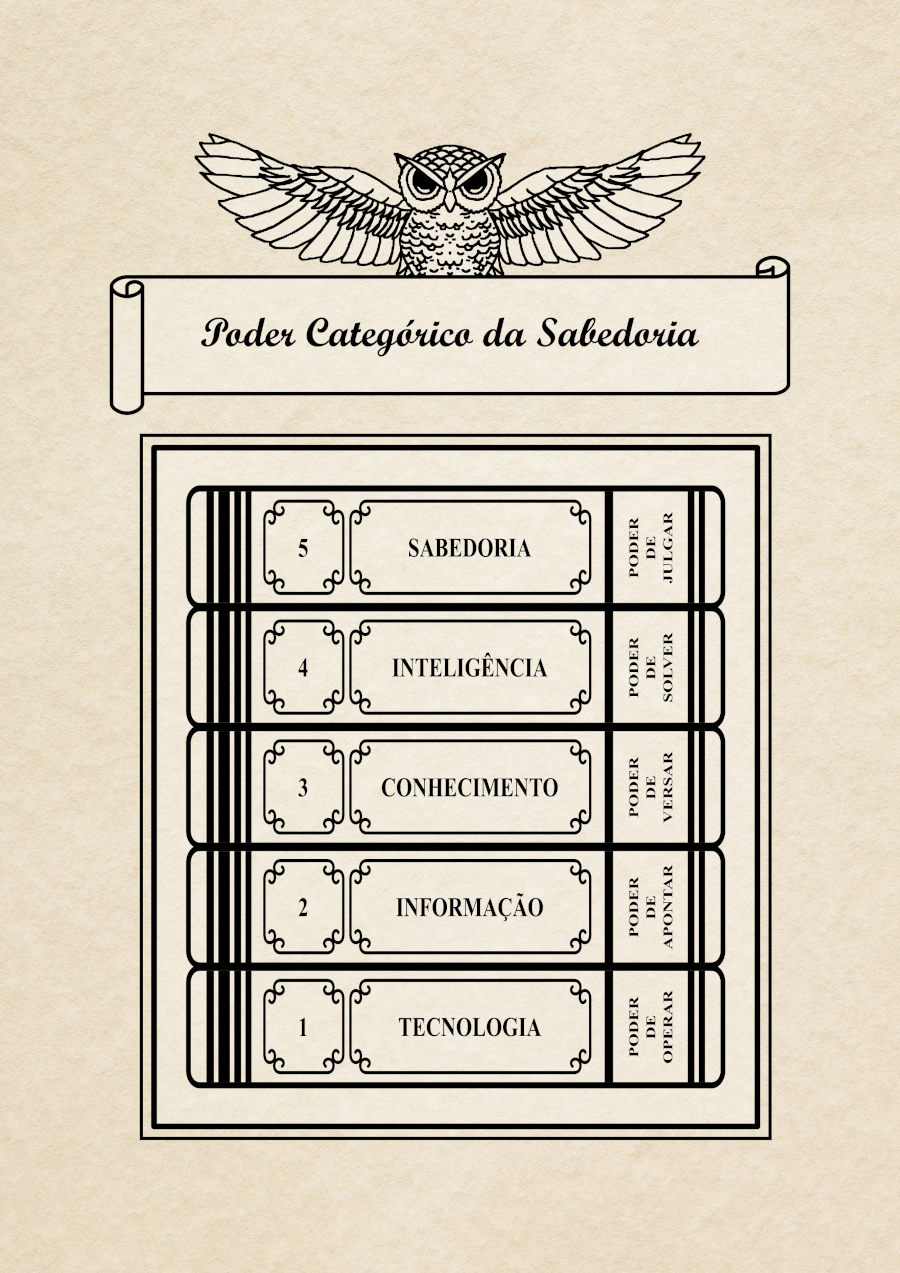 Poder Categórico da Sabedoria
5
SABEDORIA
PODER
DE
JULGAR
4
INTELIGÊNCIA
PODER
DE
SOLVER
3
CONHECIMENTO
PODER
DE
VERSAR
2
INFORMAÇÃO
PODER
DE
APONTAR
1
TECNOLOGIA
PODER
DE
OPERAR